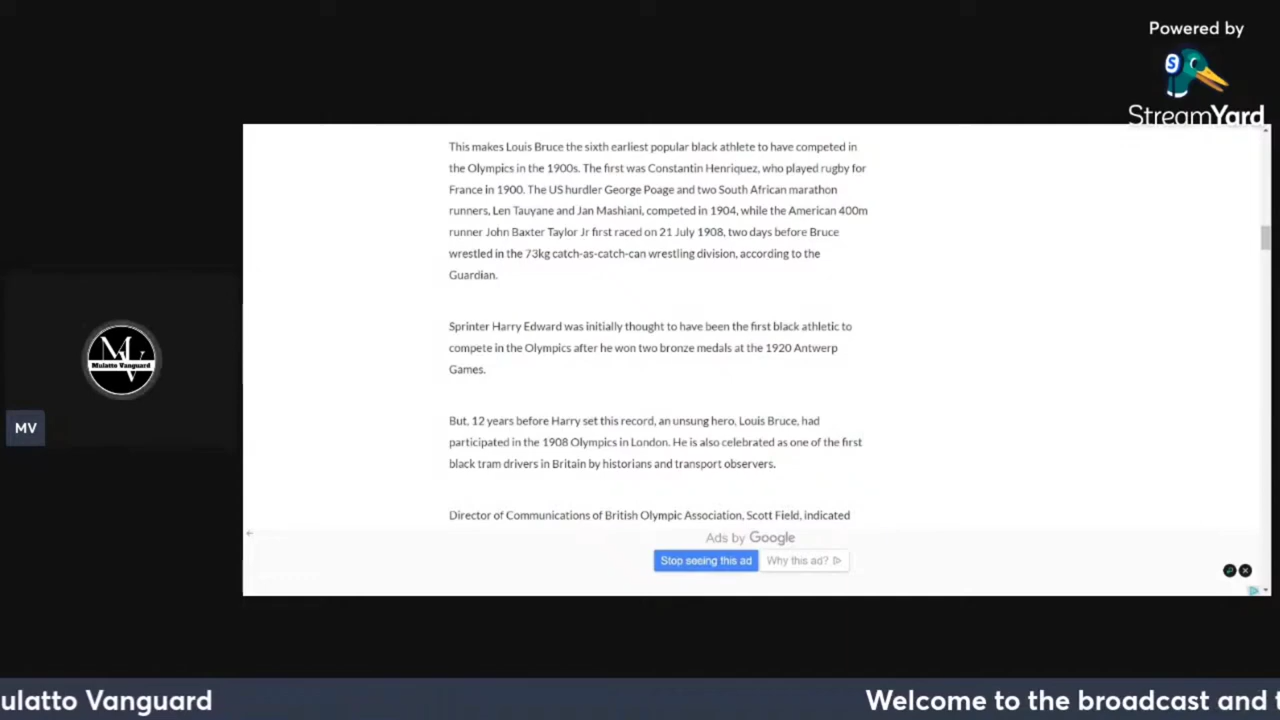 Powered by
StreamYard
This makes Louis Bruce the sixth earliest popular black athlete to have competed in
the Olympics in the 1900s. The first was Constantin Henriquez, who played rugby for
France in 1900. The US hurdler George Poage and two South African marathon
runners, Len Tauyane and Jan Mashiani, competed in 1904, while the American 400m
runner John Baxter Taylor Jr first raced on 21 July 1908, two days before Bruce
wrestled in the 73kg catch-as-catch-can wrestling division, according to the
Guardian.
Sprinter Harry Edward was initially thought to have been the first black athletic to
compete in the Olympics after he won two bronze medals at the 1920 Antwerp
Games.
But, 12 years before Harry set this record, an unsung hero, Louis Bruce, had
participated in the 1908 Olympics in London. He is also celebrated as one of the first
black tram drivers in Britain by historians and transport observers.
Director of Communications of British Olympic Association, Scott Field, indicated
Ads by Google
Stop seeing this ad
Why this ad?
MV
Mulatto Vanguard
MV
ulatto Vanguard
Welcome to the broadcast and t